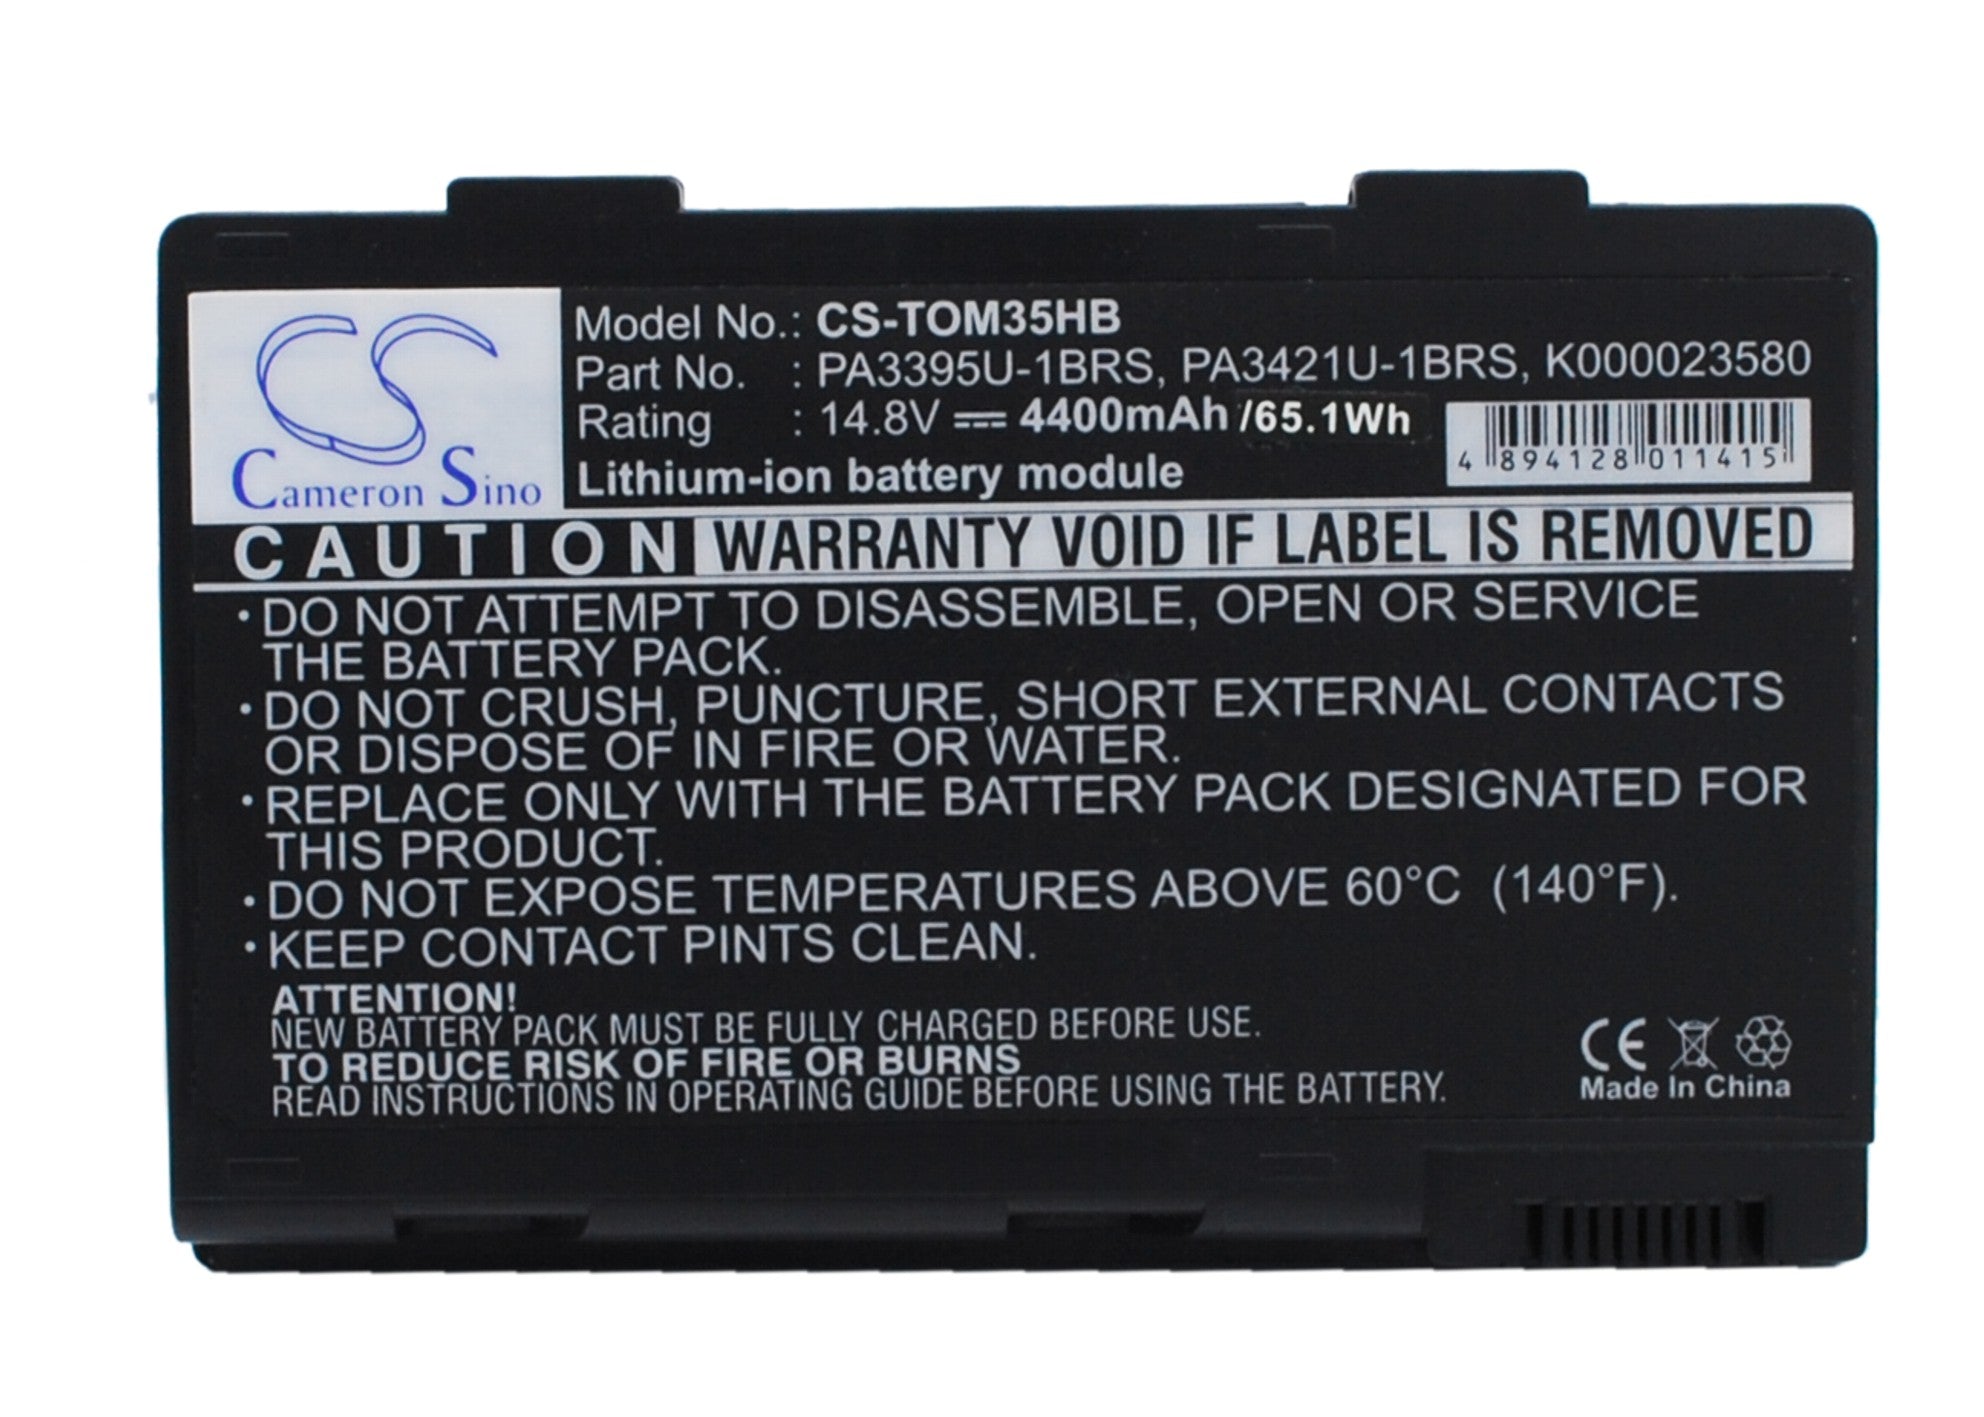 CS
Cameron Sino
Model No.: CS-TOM35HB
Part No. : PA3395U-1BRS, PA3421U-1BRS, K000023580
Rating : 14.8V 4400mAh /65.1Wh
Lithium-ion battery module
4 894128 011415
CAUTION WARRANTY VOID IF LABEL IS REMOVED
• DO NOT ATTEMPT TO DISASSEMBLE, OPEN OR SERVICE
THE BATTERY PACK.
• DO NOT CRUSH, PUNCTURE, SHORT EXTERNAL CONTACTS
OR DISPOSE OF IN FIRE OR WATER.
• REPLACE ONLY WITH THE BATTERY PACK DESIGNATED FOR
THIS PRODUCT.
• DO NOT EXPOSE TEMPERATURES ABOVE 60°C (140°F).
• KEEP CONTACT PINTS CLEAN.
ATTENTION!
NEW BATTERY PACK MUST BE FULLY CHARGED BEFORE USE.
TO REDUCE RISK OF FIRE OR BURNS
READ INSTRUCTIONS IN OPERATING GUIDE BEFORE USING THE BATTERY.
CE
Made In China